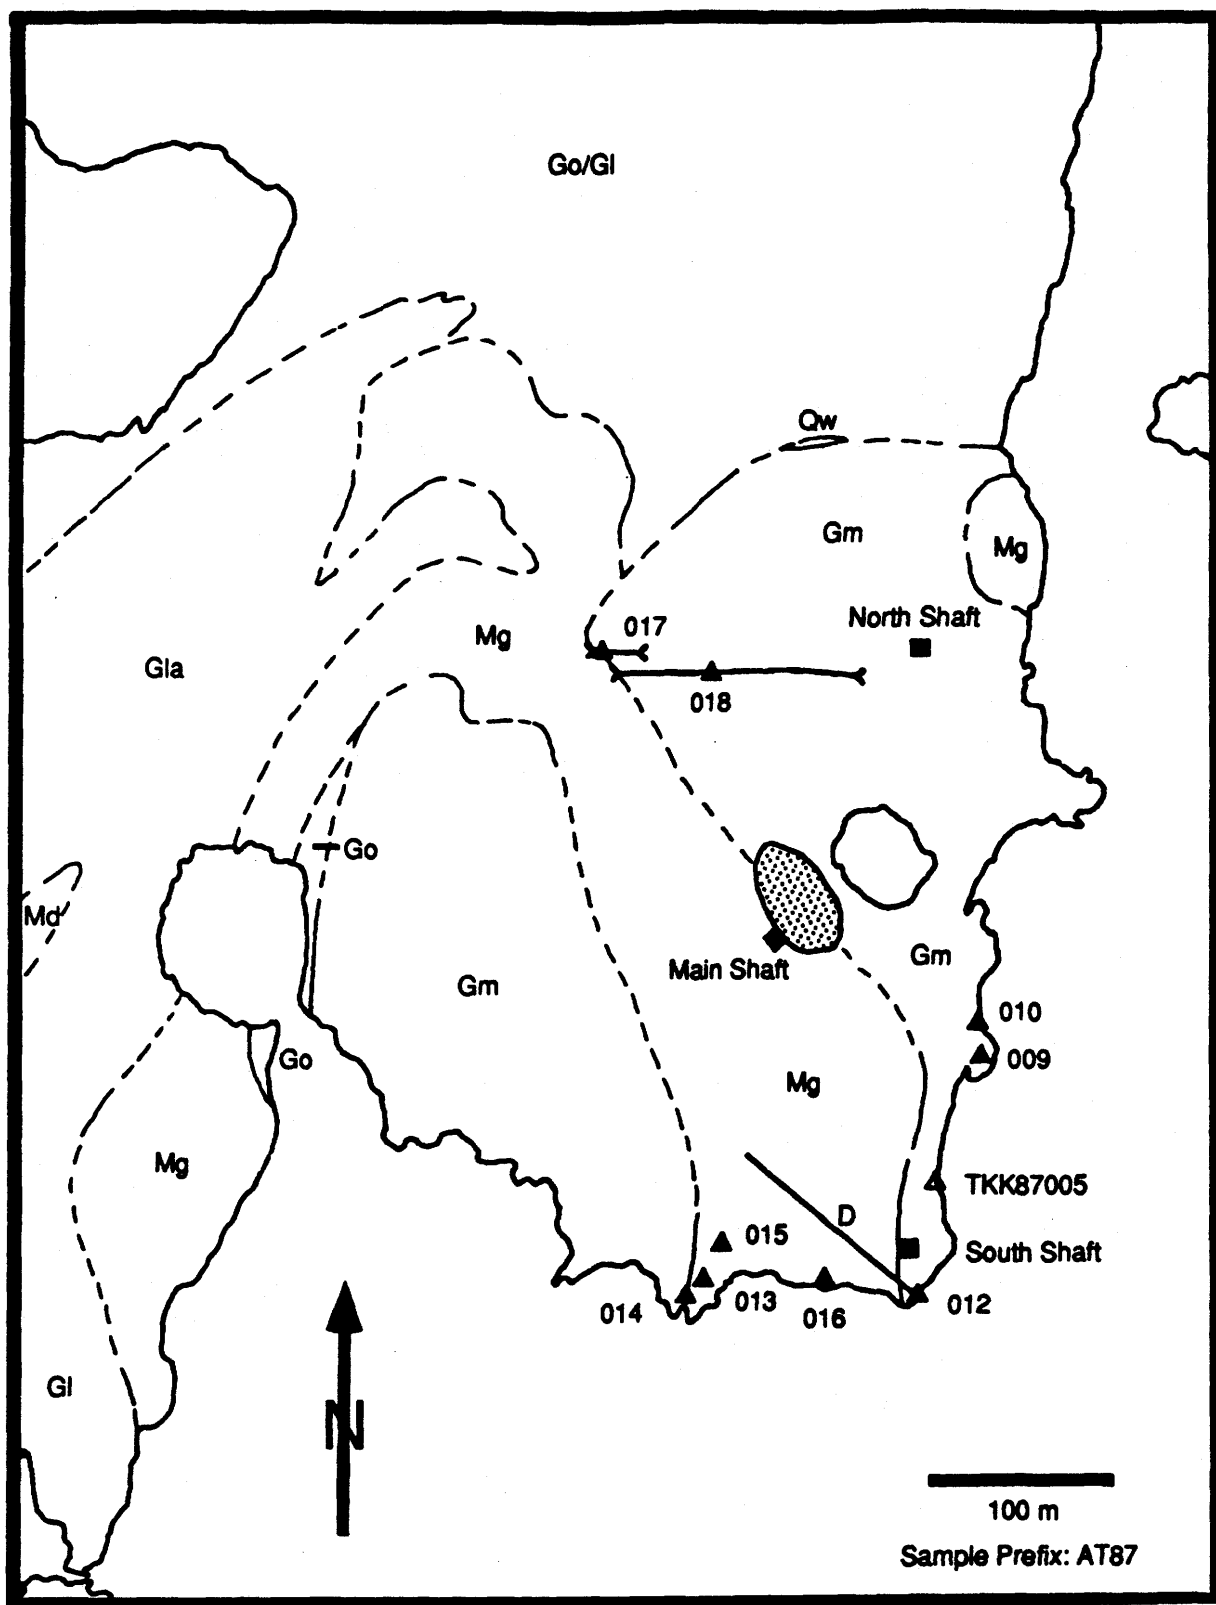 Go/Gl
Qw
Gm
Mg
North Shaft
017
Mg
Gla
018
Go
Md
Main Shaft
Gm
Gm
010
009
Go
Mg
Mg
TKK87005
D
015
South Shaft
014
013
016
012
Gl
N
100 m
Sample Prefix: AT87